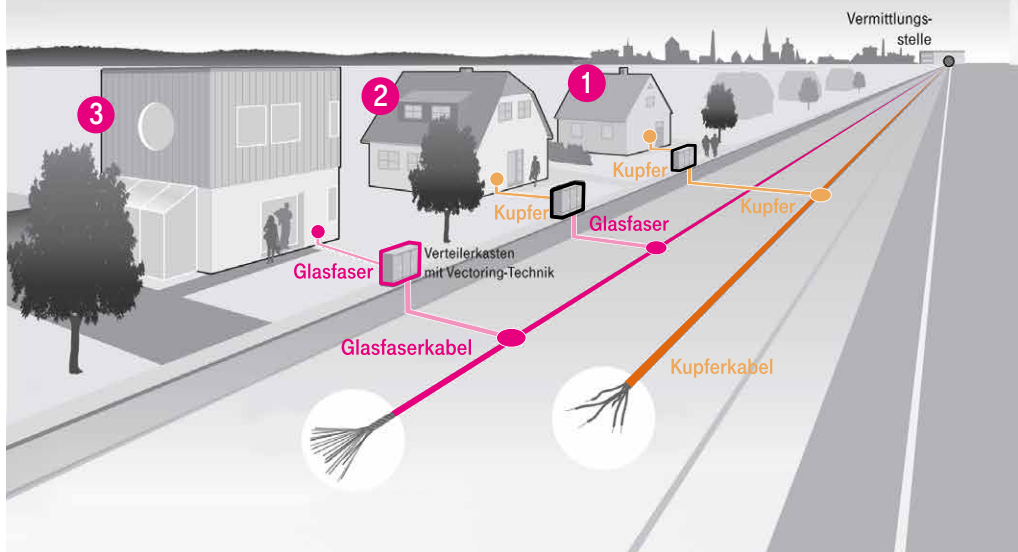 Vermittlungs-
stelle
1
2
3
Kupfer
Kupfer
Kupfer
Glasfaser
Glasfaser
Verteilerkasten
mit Vectoring-Technik
Glasfaserkabel
Kupferkabel